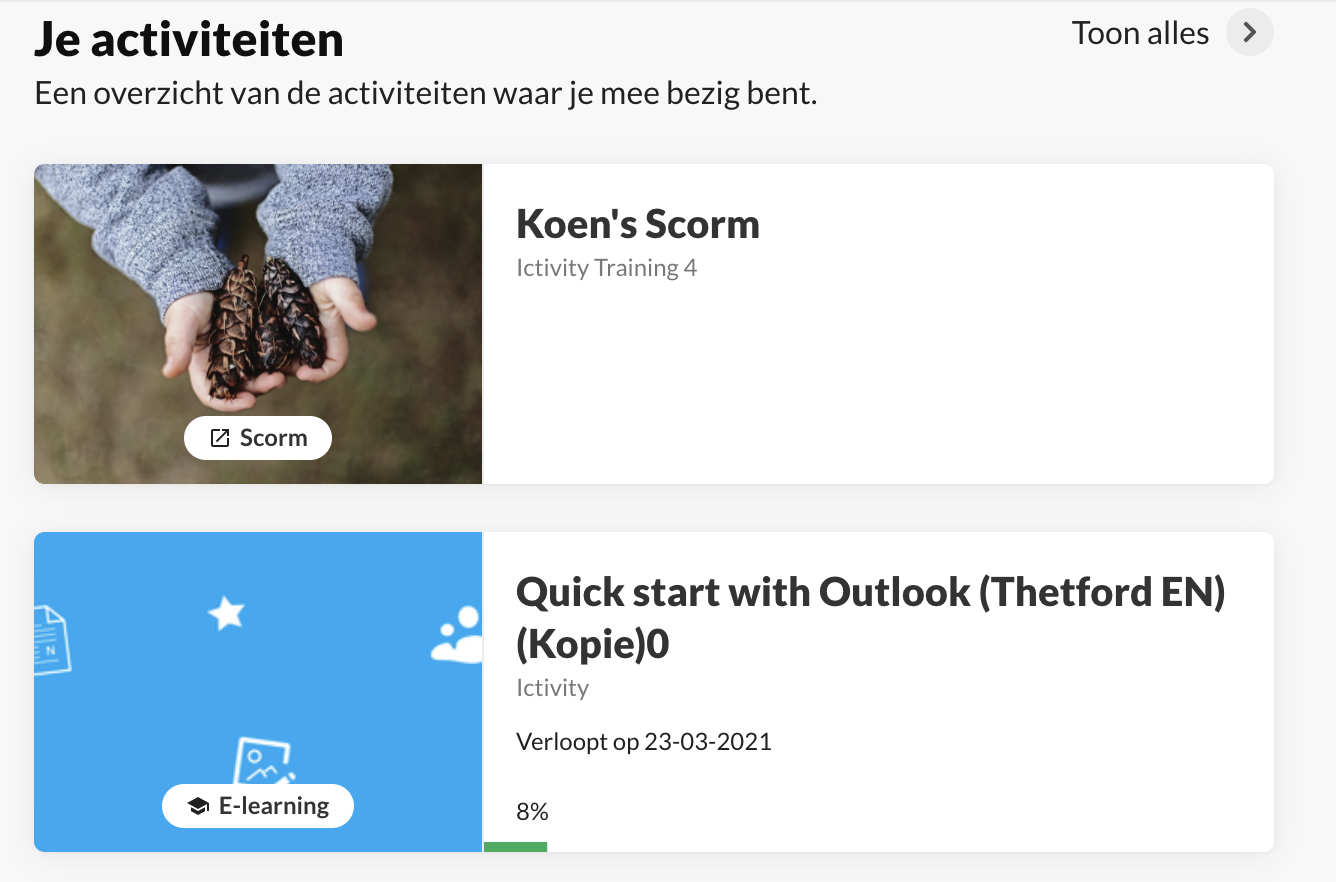 Je activiteiten
Toon alles
Een overzicht van de activiteiten waar je mee bezig bent.
Koen's Scorm
Ictivity Training 4
Scorm
Quick start with Outlook (Thetford EN)
(Kopie)0
Ictivity
Verloopt op 23-03-2021
N
E-learning
8%